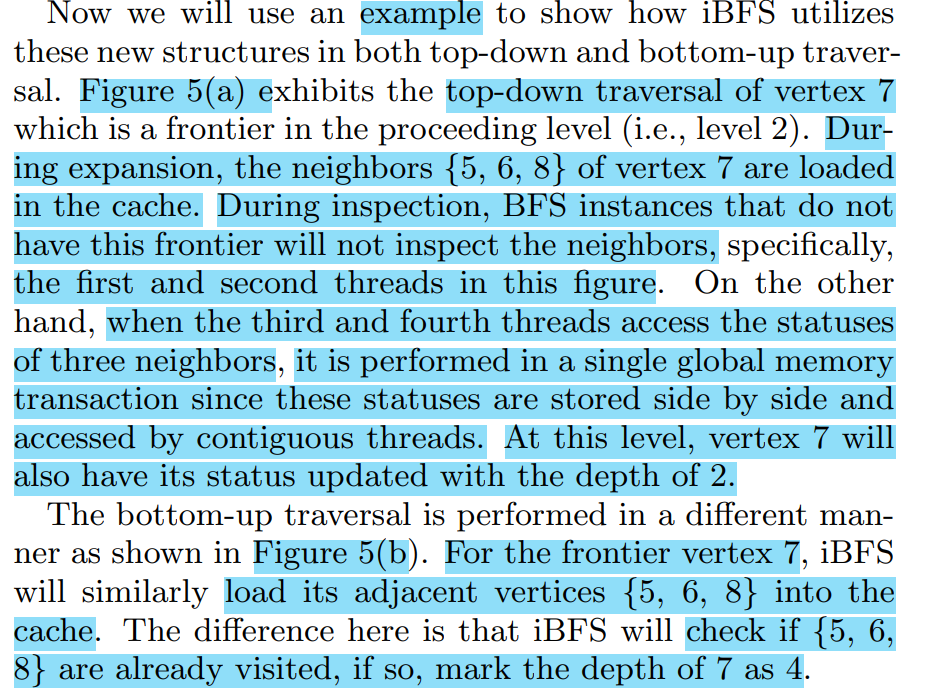 Now we will use an example to show how iBFS utilizes
these new structures in both top-down and bottom-up traver-
sal. Figure 5(a) exhibits the top-down traversal of vertex 7
which is a frontier in the proceeding level (i.e., level 2). Dur-
ing expansion, the neighbors {5, 6, 8} of vertex 7 are loaded
in the cache. During inspection, BFS instances that do not
have this frontier will not inspect the neighbors, specifically,
the first and second threads in this figure. On the other
hand, when the third and fourth threads access the statuses
of three neighbors, it is performed in a single global memory
transaction since these statuses are stored side by side and
accessed by contiguous threads. At this level, vertex 7 will
also have its status updated with the depth of 2.
The bottom-up traversal is performed in a different man-
ner as shown in Figure 5(b). For the frontier vertex 7, iBFS
will similarly load its adjacent vertices {5, 6, 8} into the
cache. The difference here is that iBFS will check if {5, 6,
8} are already visited, if so, mark the depth of 7 as 4.